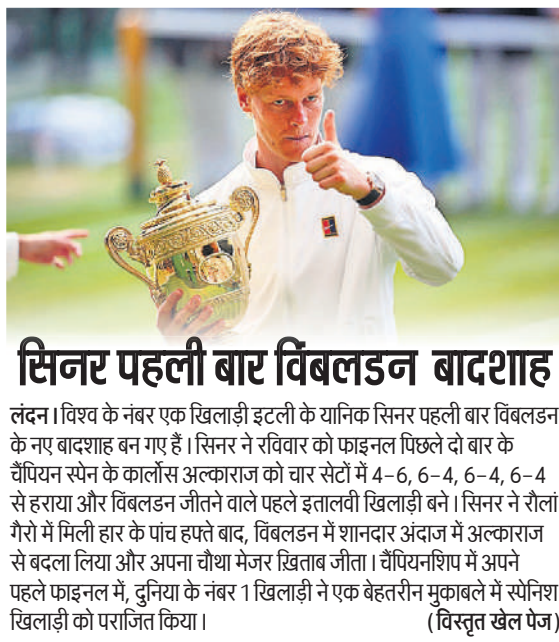 सिनर पहली बार विंबलडन बादशाह
लंदन। विश्व के नंबर एक खिलाड़ी इटली के यानिक सिनर पहली बार विंबलडन
के नए बादशाह बन गए हैं। सिनर ने रविवार को फाइनल पिछले दो बार के
चैंपियन स्पेन के कार्लोस अल्काराज को चार सेटों में 4-6, 6-4, 6-4, 6-4
से हराया और विंबलडन जीतने वाले पहले इतालवी खिलाड़ी बने। सिनर ने रौलां
गैरो में मिली हार के पांच हफ्ते बाद, विंबलडन में शानदार अंदाज में अल्काराज
से बदला लिया और अपना चौथा मेजर ख़िताब जीता। चैंपियनशिप में अपने
पहले फाइनल में, दुनिया के नंबर 1 खिलाड़ी ने एक बेहतरीन मुकाबले में स्पेनिश
खिलाड़ी को पराजित किया। (विस्तृत खेल पेज)